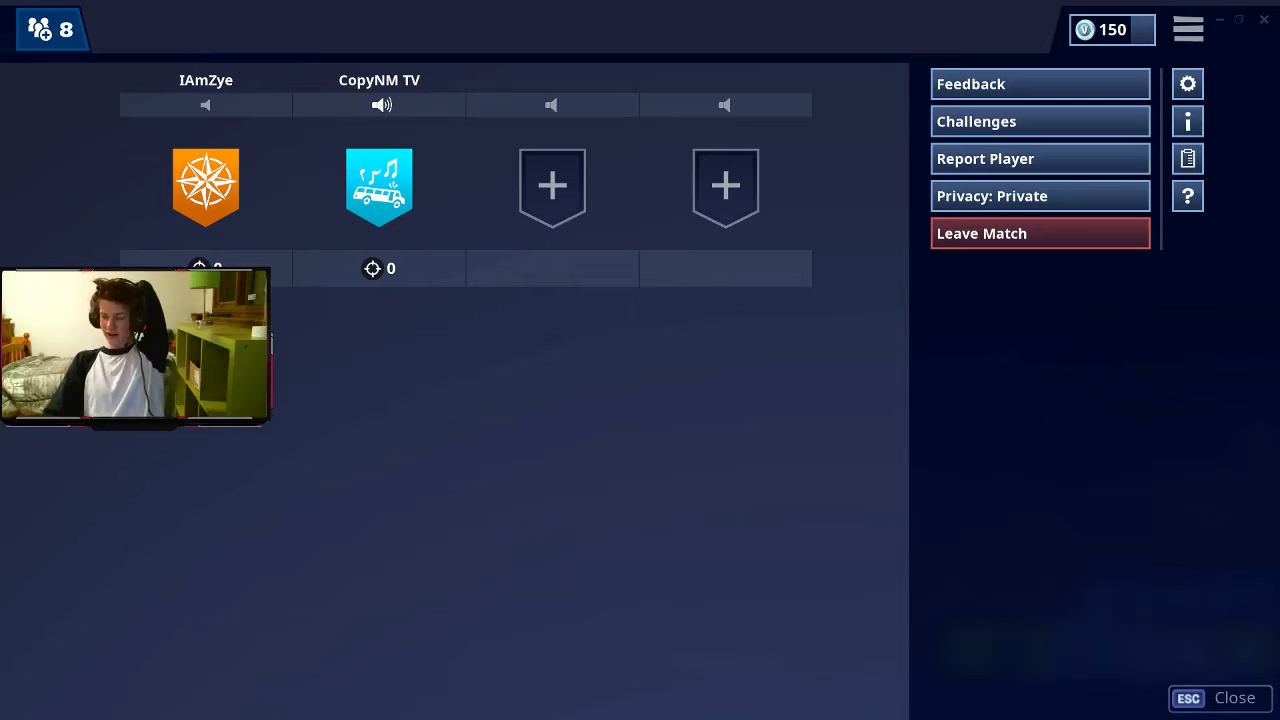 8
150
IAmZye
CopyNM TV
0
Feedback
Challenges
Report Player
Privacy: Private
Leave Match
i
?
ESC Close